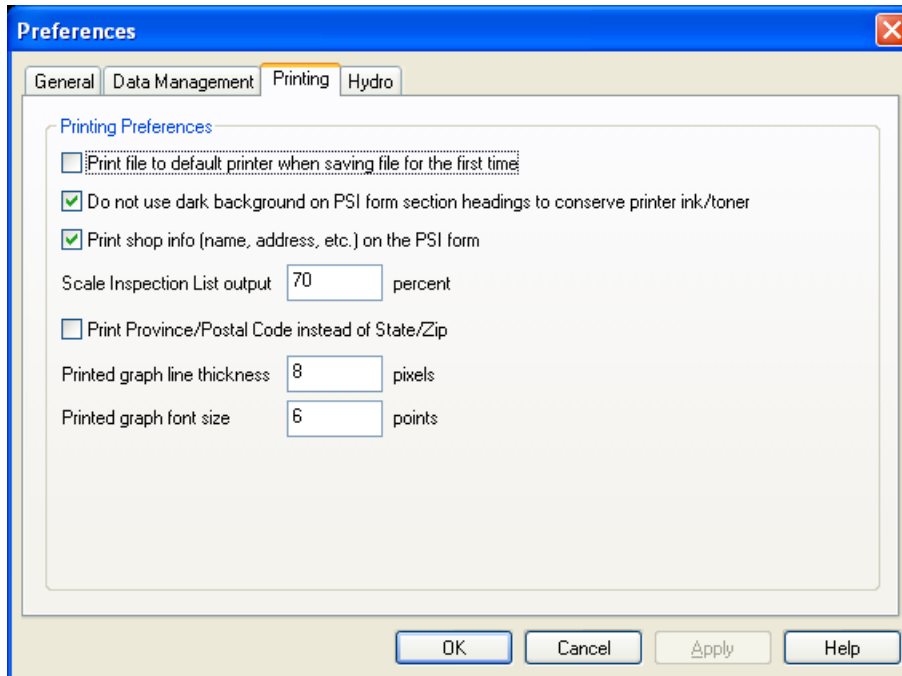 Preferences
General Data Management Printing Hydro
Printing Preferences
Print file to default printer when saving file for the first time
Do not use dark background on PSI form section headings to conserve printer ink/toner
Print shop info (name, address, etc.) on the PSI form
Scale Inspection List output 70 percent
Print Province/Postal Code instead of State/Zip
Printed graph line thickness 8 pixels
Printed graph font size 6 points
OK Cancel Apply Help